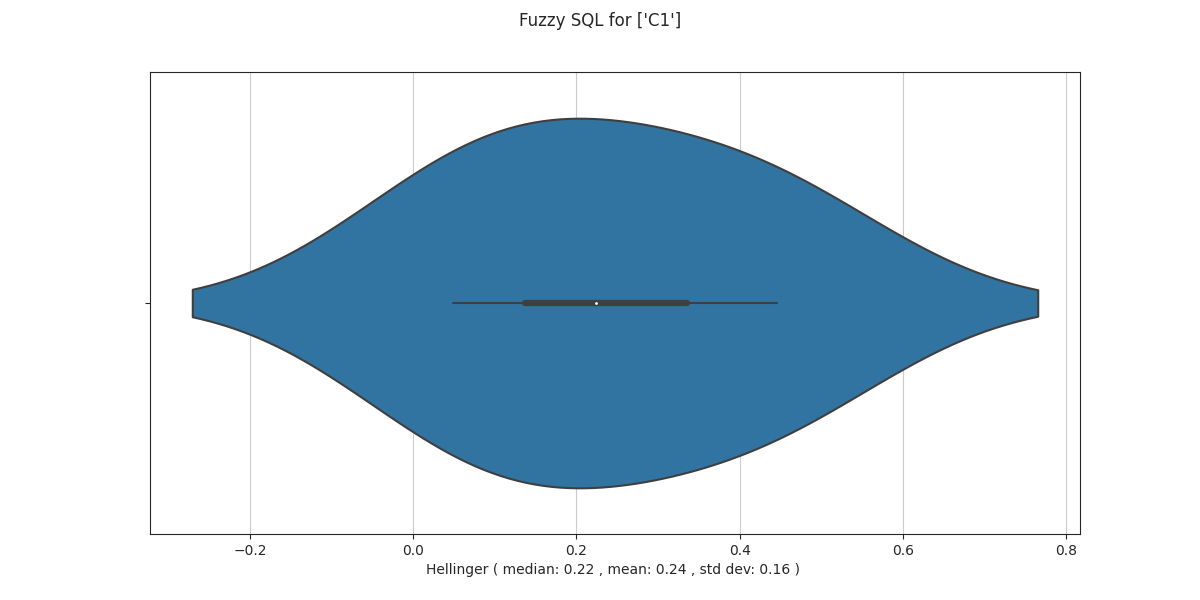 Fuzzy SQL for ['C1']
−0.2 0.0 0.2 0.4 0.6 0.8
Hellinger ( median: 0.22 , mean: 0.24 , std dev: 0.16 )